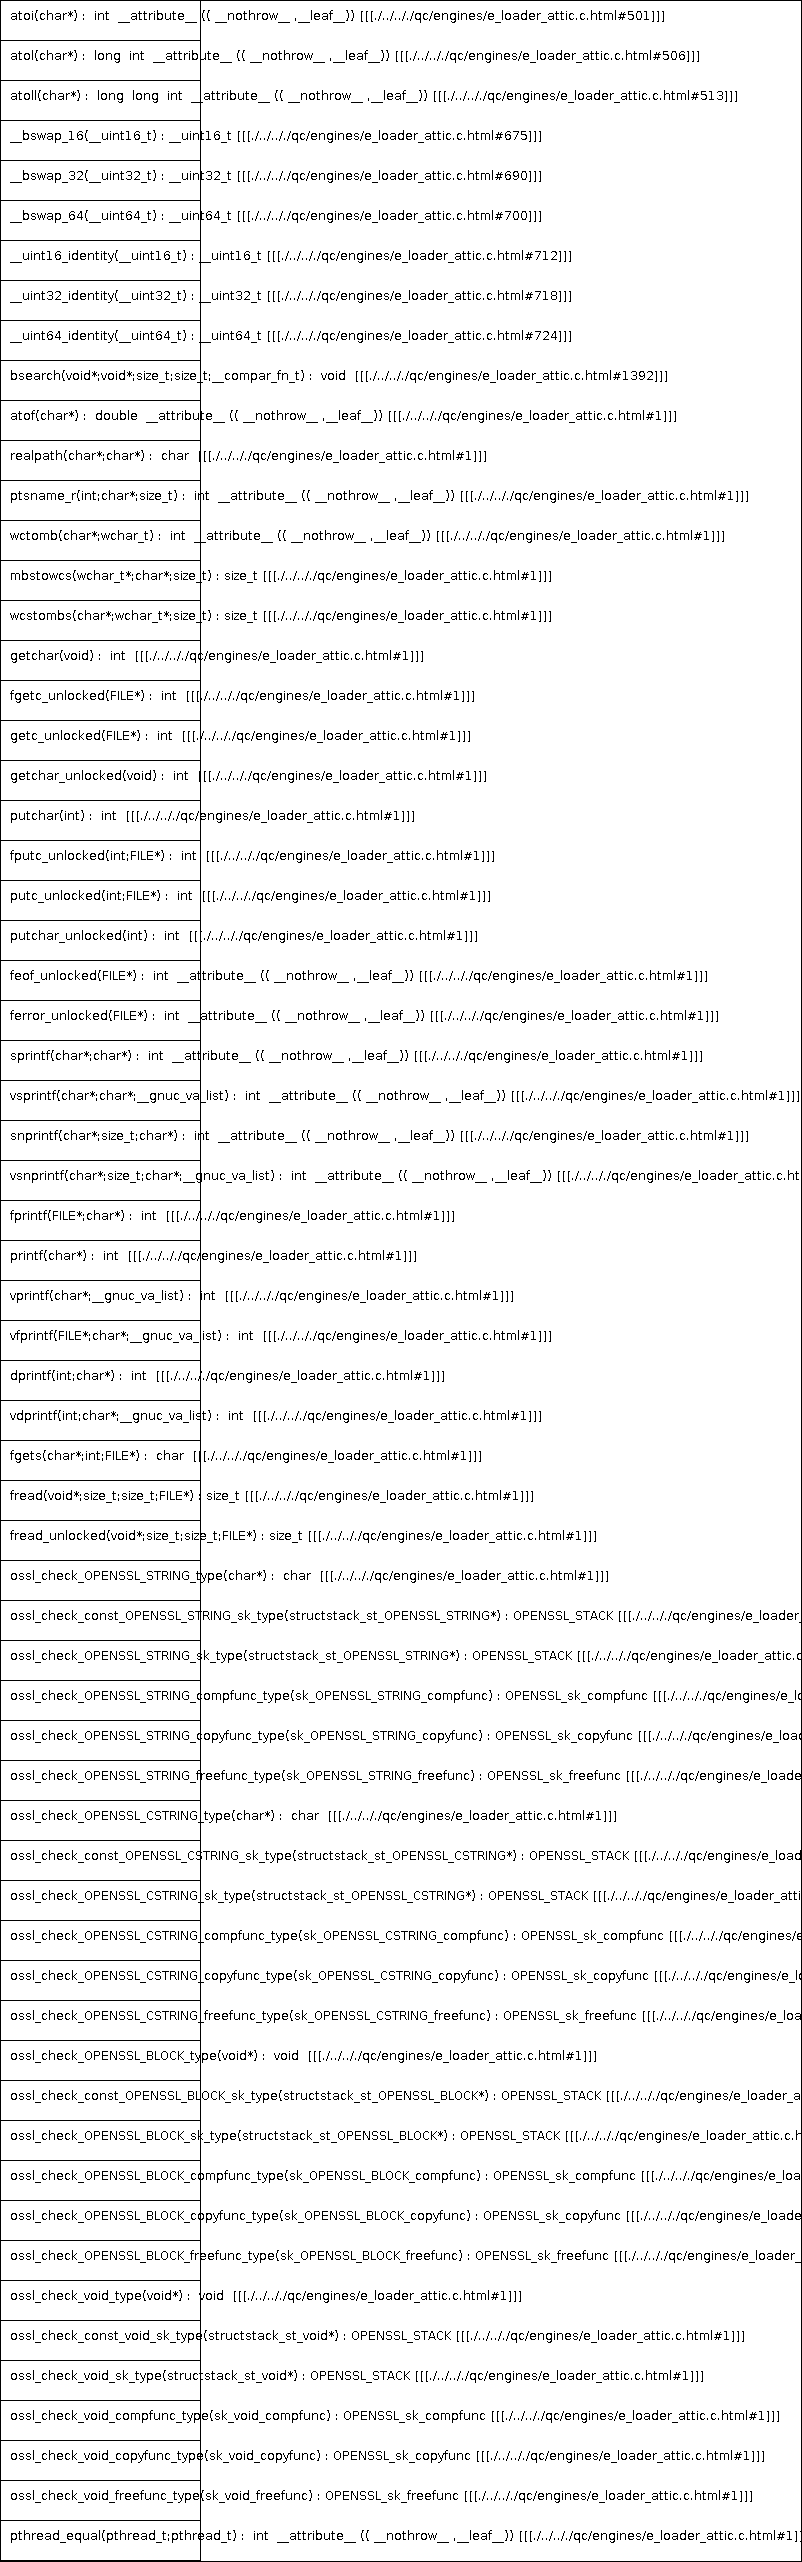 atoi(char*) :  int  __attribute__ (( __nothrow__ ,__leaf__)) [[[./../.././qc/engines/e_loader_attic.c.html#501]]]
atol(char*) :  long  int  __attribute__ (( __nothrow__ ,__leaf__)) [[[./../.././qc/engines/e_loader_attic.c.html#506]]]
atoll(char*) :  long  long  int  __attribute__ (( __nothrow__ ,__leaf__)) [[[./../.././qc/engines/e_loader_attic.c.html#513]]]
__bswap_16(__uint16_t) : __uint16_t [[[./../.././qc/engines/e_loader_attic.c.html#675]]]
__bswap_32(__uint32_t) : __uint32_t [[[./../.././qc/engines/e_loader_attic.c.html#690]]]
__bswap_64(__uint64_t) : __uint64_t [[[./../.././qc/engines/e_loader_attic.c.html#700]]]
__uint16_identity(__uint16_t) : __uint16_t [[[./../.././qc/engines/e_loader_attic.c.html#712]]]
__uint32_identity(__uint32_t) : __uint32_t [[[./../.././qc/engines/e_loader_attic.c.html#718]]]
__uint64_identity(__uint64_t) : __uint64_t [[[./../.././qc/engines/e_loader_attic.c.html#724]]]
bsearch(void*;void*;size_t;size_t;__compar_fn_t) :  void  [[[./../.././qc/engines/e_loader_attic.c.html#1392]]]
atof(char*) :  double  __attribute__ (( __nothrow__ ,__leaf__)) [[[./../.././qc/engines/e_loader_attic.c.html#1]]]
realpath(char*;char*) :  char  [[[./../.././qc/engines/e_loader_attic.c.html#1]]]
ptsname_r(int;char*;size_t) :  int  __attribute__ (( __nothrow__ ,__leaf__)) [[[./../.././qc/engines/e_loader_attic.c.html#1]]]
wctomb(char*;wchar_t) :  int  __attribute__ (( __nothrow__ ,__leaf__)) [[[./../.././qc/engines/e_loader_attic.c.html#1]]]
mbstowcs(wchar_t*;char*;size_t) : size_t [[[./../.././qc/engines/e_loader_attic.c.html#1]]]
wcstombs(char*;wchar_t*;size_t) : size_t [[[./../.././qc/engines/e_loader_attic.c.html#1]]]
getchar(void) :  int  [[[./../.././qc/engines/e_loader_attic.c.html#1]]]
fgetc_unlocked(FILE*) :  int  [[[./../.././qc/engines/e_loader_attic.c.html#1]]]
getc_unlocked(FILE*) :  int  [[[./../.././qc/engines/e_loader_attic.c.html#1]]]
getchar_unlocked(void) :  int  [[[./../.././qc/engines/e_loader_attic.c.html#1]]]
putchar(int) :  int  [[[./../.././qc/engines/e_loader_attic.c.html#1]]]
fputc_unlocked(int;FILE*) :  int  [[[./../.././qc/engines/e_loader_attic.c.html#1]]]
putc_unlocked(int;FILE*) :  int  [[[./../.././qc/engines/e_loader_attic.c.html#1]]]
putchar_unlocked(int) :  int  [[[./../.././qc/engines/e_loader_attic.c.html#1]]]
feof_unlocked(FILE*) :  int  __attribute__ (( __nothrow__ ,__leaf__)) [[[./../.././qc/engines/e_loader_attic.c.html#1]]]
ferror_unlocked(FILE*) :  int  __attribute__ (( __nothrow__ ,__leaf__)) [[[./../.././qc/engines/e_loader_attic.c.html#1]]]
sprintf(char*;char*) :  int  __attribute__ (( __nothrow__ ,__leaf__)) [[[./../.././qc/engines/e_loader_attic.c.html#1]]]
vsprintf(char*;char*;__gnuc_va_list) :  int  __attribute__ (( __nothrow__ ,__leaf__)) [[[./../.././qc/engines/e_loader_attic.c.html#1]]]
snprintf(char*;size_t;char*) :  int  __attribute__ (( __nothrow__ ,__leaf__)) [[[./../.././qc/engines/e_loader_attic.c.html#1]]]
vsnprintf(char*;size_t;char*;__gnuc_va_list) :  int  __attribute__ (( __nothrow__ ,__leaf__)) [[[./../.././qc/engines/e_loader_attic.c.ht
fprintf(FILE*;char*) :  int  [[[./../.././qc/engines/e_loader_attic.c.html#1]]]
printf(char*) :  int  [[[./../.././qc/engines/e_loader_attic.c.html#1]]]
vprintf(char*;__gnuc_va_list) :  int  [[[./../.././qc/engines/e_loader_attic.c.html#1]]]
vfprintf(FILE*;char*;__gnuc_va_list) :  int  [[[./../.././qc/engines/e_loader_attic.c.html#1]]]
dprintf(int;char*) :  int  [[[./../.././qc/engines/e_loader_attic.c.html#1]]]
vdprintf(int;char*;__gnuc_va_list) :  int  [[[./../.././qc/engines/e_loader_attic.c.html#1]]]
fgets(char*;int;FILE*) :  char  [[[./../.././qc/engines/e_loader_attic.c.html#1]]]
fread(void*;size_t;size_t;FILE*) : size_t [[[./../.././qc/engines/e_loader_attic.c.html#1]]]
fread_unlocked(void*;size_t;size_t;FILE*) : size_t [[[./../.././qc/engines/e_loader_attic.c.html#1]]]
ossl_check_OPENSSL_STRING_type(char*) :  char  [[[./../.././qc/engines/e_loader_attic.c.html#1]]]
ossl_check_const_OPENSSL_STRING_sk_type(structstack_st_OPENSSL_STRING*) : OPENSSL_STACK [[[./../.././qc/engines/e_loader_
ossl_check_OPENSSL_STRING_sk_type(structstack_st_OPENSSL_STRING*) : OPENSSL_STACK [[[./../.././qc/engines/e_loader_attic.c
ossl_check_OPENSSL_STRING_compfunc_type(sk_OPENSSL_STRING_compfunc) : OPENSSL_sk_compfunc [[[./../.././qc/engines/e_lo
ossl_check_OPENSSL_STRING_copyfunc_type(sk_OPENSSL_STRING_copyfunc) : OPENSSL_sk_copyfunc [[[./../.././qc/engines/e_load
ossl_check_OPENSSL_STRING_freefunc_type(sk_OPENSSL_STRING_freefunc) : OPENSSL_sk_freefunc [[[./../.././qc/engines/e_loade
ossl_check_OPENSSL_CSTRING_type(char*) :  char  [[[./../.././qc/engines/e_loader_attic.c.html#1]]]
ossl_check_const_OPENSSL_CSTRING_sk_type(structstack_st_OPENSSL_CSTRING*) : OPENSSL_STACK [[[./../.././qc/engines/e_load
ossl_check_OPENSSL_CSTRING_sk_type(structstack_st_OPENSSL_CSTRING*) : OPENSSL_STACK [[[./../.././qc/engines/e_loader_atti
ossl_check_OPENSSL_CSTRING_compfunc_type(sk_OPENSSL_CSTRING_compfunc) : OPENSSL_sk_compfunc [[[./../.././qc/engines/e
ossl_check_OPENSSL_CSTRING_copyfunc_type(sk_OPENSSL_CSTRING_copyfunc) : OPENSSL_sk_copyfunc [[[./../.././qc/engines/e_lo
ossl_check_OPENSSL_CSTRING_freefunc_type(sk_OPENSSL_CSTRING_freefunc) : OPENSSL_sk_freefunc [[[./../.././qc/engines/e_loa
ossl_check_OPENSSL_BLOCK_type(void*) :  void  [[[./../.././qc/engines/e_loader_attic.c.html#1]]]
ossl_check_const_OPENSSL_BLOCK_sk_type(structstack_st_OPENSSL_BLOCK*) : OPENSSL_STACK [[[./../.././qc/engines/e_loader_a
ossl_check_OPENSSL_BLOCK_sk_type(structstack_st_OPENSSL_BLOCK*) : OPENSSL_STACK [[[./../.././qc/engines/e_loader_attic.c.h
ossl_check_OPENSSL_BLOCK_compfunc_type(sk_OPENSSL_BLOCK_compfunc) : OPENSSL_sk_compfunc [[[./../.././qc/engines/e_loa
ossl_check_OPENSSL_BLOCK_copyfunc_type(sk_OPENSSL_BLOCK_copyfunc) : OPENSSL_sk_copyfunc [[[./../.././qc/engines/e_loade
ossl_check_OPENSSL_BLOCK_freefunc_type(sk_OPENSSL_BLOCK_freefunc) : OPENSSL_sk_freefunc [[[./../.././qc/engines/e_loader_
ossl_check_void_type(void*) :  void  [[[./../.././qc/engines/e_loader_attic.c.html#1]]]
ossl_check_const_void_sk_type(structstack_st_void*) : OPENSSL_STACK [[[./../.././qc/engines/e_loader_attic.c.html#1]]]
ossl_check_void_sk_type(structstack_st_void*) : OPENSSL_STACK [[[./../.././qc/engines/e_loader_attic.c.html#1]]]
ossl_check_void_compfunc_type(sk_void_compfunc) : OPENSSL_sk_compfunc [[[./../.././qc/engines/e_loader_attic.c.html#1]]]
ossl_check_void_copyfunc_type(sk_void_copyfunc) : OPENSSL_sk_copyfunc [[[./../.././qc/engines/e_loader_attic.c.html#1]]]
ossl_check_void_freefunc_type(sk_void_freefunc) : OPENSSL_sk_freefunc [[[./../.././qc/engines/e_loader_attic.c.html#1]]]
pthread_equal(pthread_t;pthread_t) :  int  __attribute__ (( __nothrow__ ,__leaf__)) [[[./../.././qc/engines/e_loader_attic.c.html#1]]]